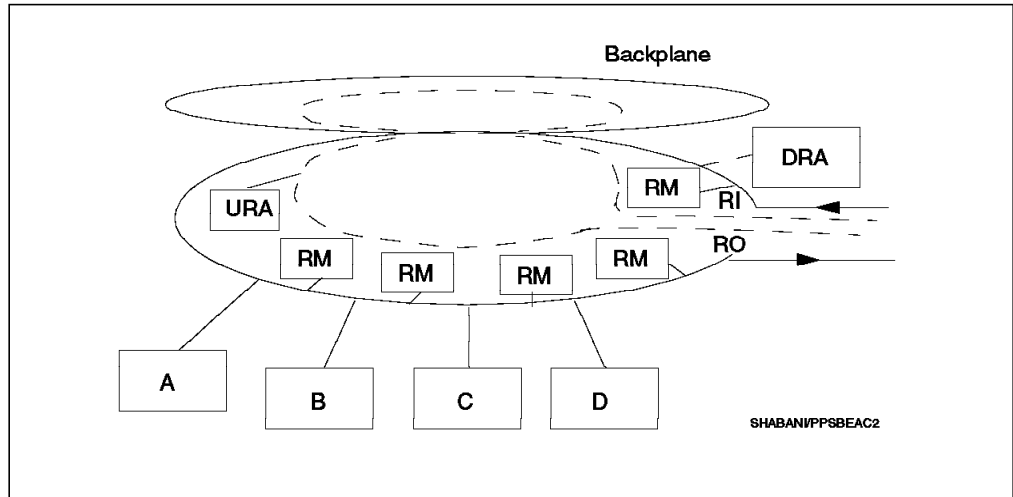 Backplane
DRA
RM
RI
URA
RO
RM
RM
RM
RM
A
B
C
D
SHABANI/PPSBEAC2